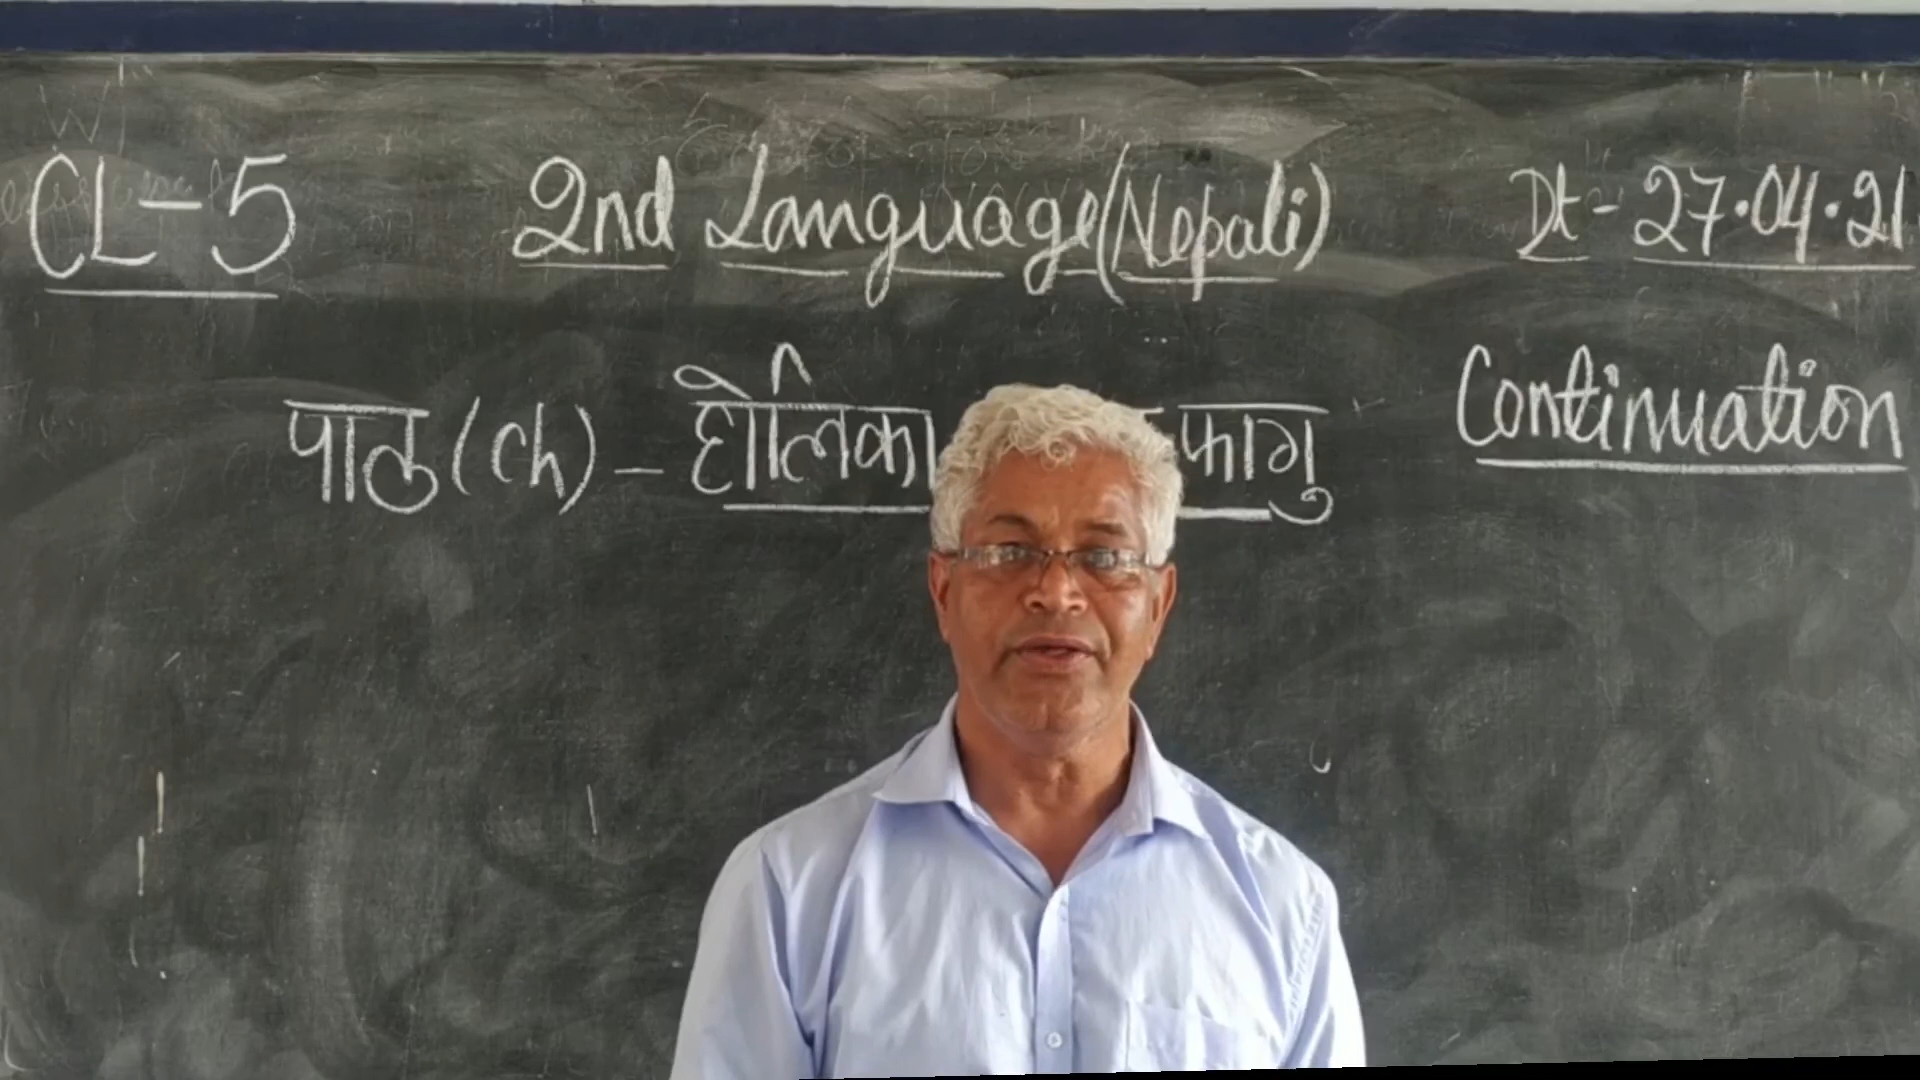 CL-5 2nd Language (Nepali) Dt - 27.04.21
पाठ (ch) - होलिका फागु Continuation